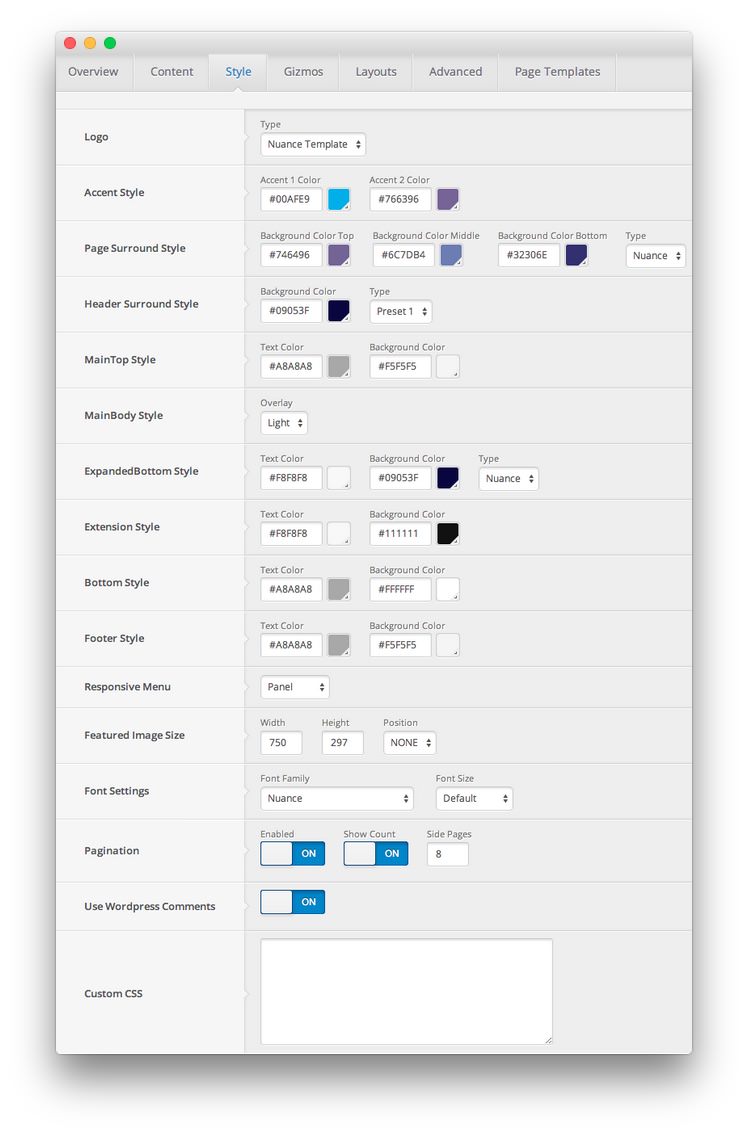 Overview Content Style Gizmos Layouts Advanced Page Templates
Logo
Type
Nuance Template
Accent Style
Accent 1 Color Accent 2 Color
#00AFE9 #766396
Page Surround Style
Background Color Top Background Color Middle Background Color Bottom Type
#746496 #6C7DB4 #32306E Nuance
Header Surround Style
Background Color Type
#09053F Preset 1
MainTop Style
Text Color Background Color
#A8A8A8 #F5F5F5
MainBody Style
Overlay
Light
ExpandedBottom Style
Text Color Background Color Type
#F8F8F8 #09053F Nuance
Extension Style
Text Color Background Color
#F8F8F8 #111111
Bottom Style
Text Color Background Color
#A8A8A8 #FFFFFF
Footer Style
Text Color Background Color
#A8A8A8 #F5F5F5
Responsive Menu
Panel
Featured Image Size
Width Height Position
750 297 NONE
Font Settings
Font Family Font Size
Nuance Default
Pagination
Enabled Show Count Side Pages
ON ON 8
Use Wordpress Comments
ON
Custom CSS